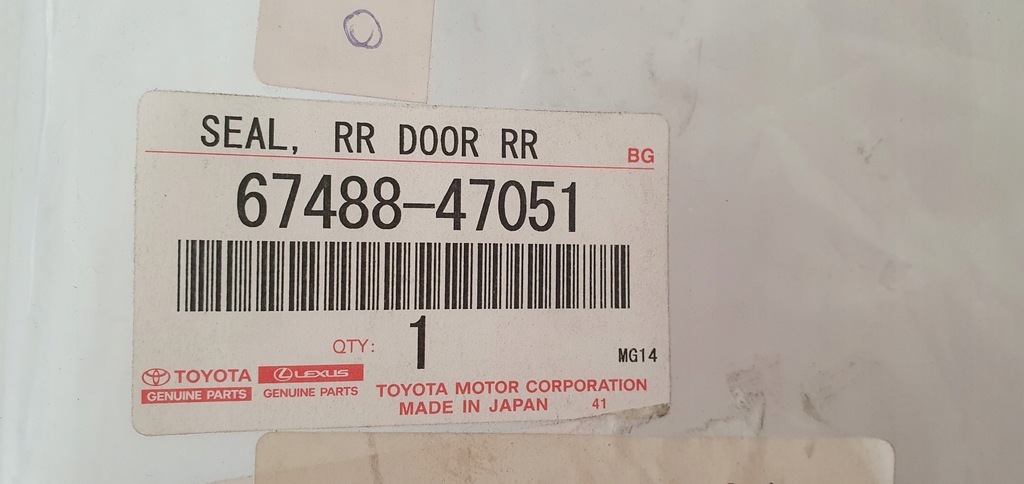 SEAL, RR DOOR RR
BG
67488-47051
QTY: 1
MG14
TOYOTA
GENUINE PARTS
LEXUS
GENUINE PARTS
TOYOTA MOTOR CORPORATION
MADE IN JAPAN 41